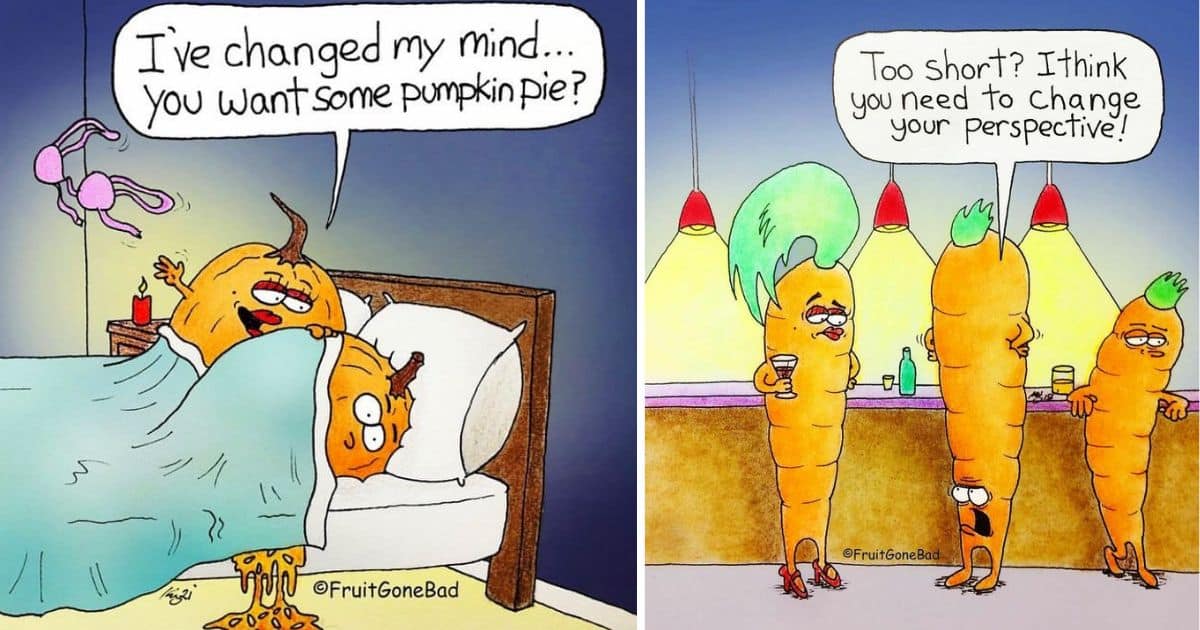 I've changed my mind...
you want some pumpkin pie?
©FruitGoneBad
Too short? I think
you need to change
your perspective!
©FruitGoneBad